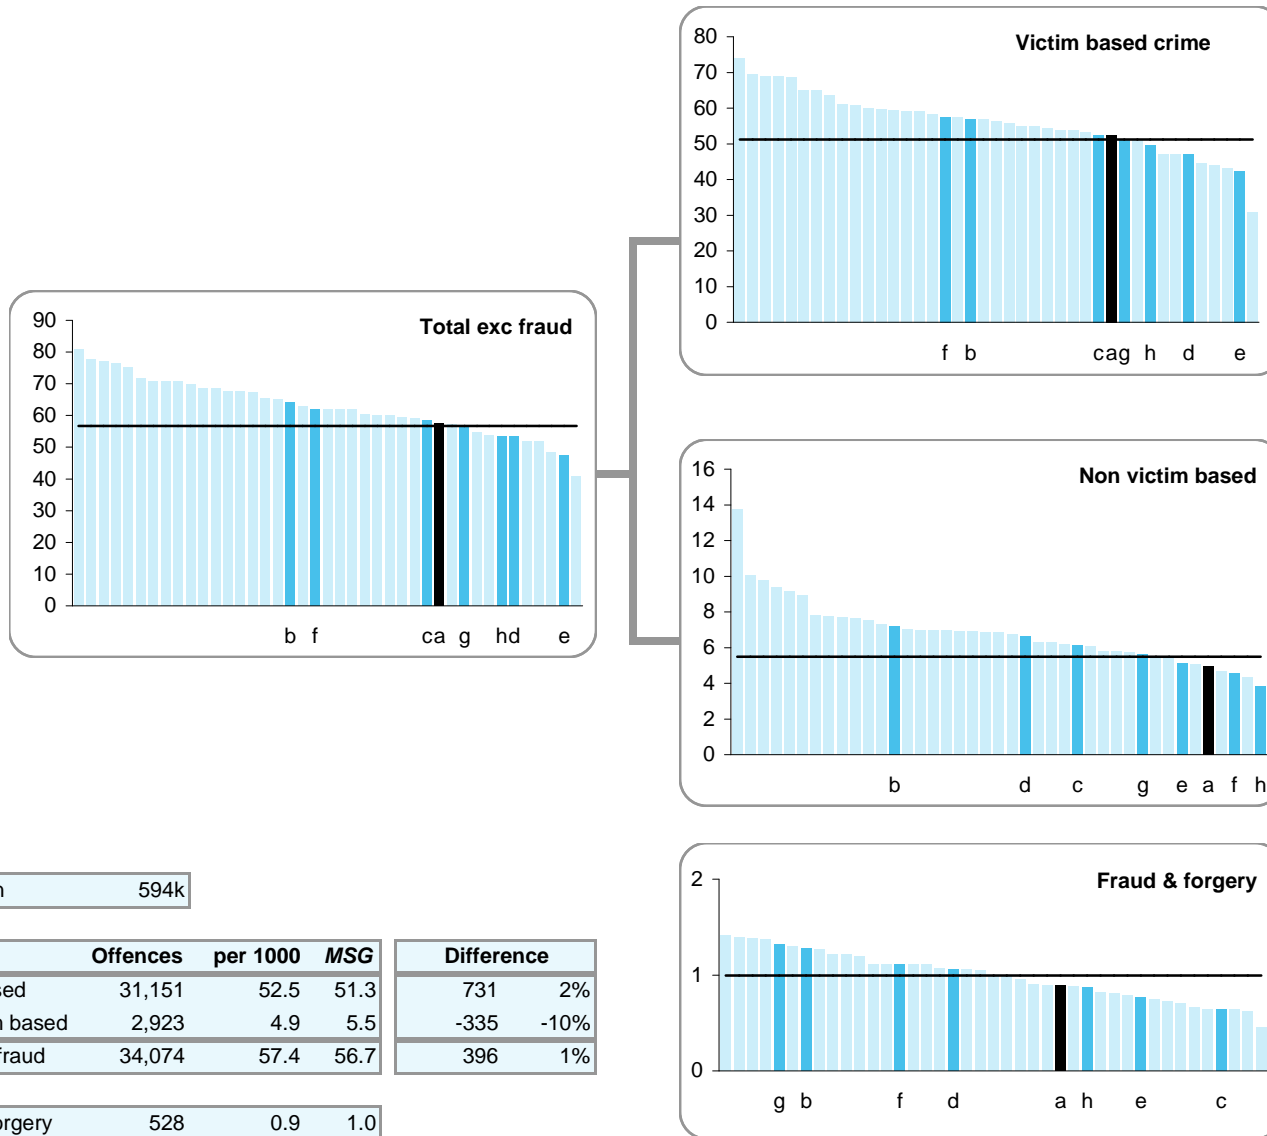 Victim based crime
80
70
60
50
40
30
20
10
0
f b cag h d e
Total exc fraud
90
80
70
60
50
40
30
20
10
0
b f ca g hd e
Non victim based
16
14
12
10
8
6
4
2
0
b d c g e a f h
Fraud & forgery
2
1
0
g b f d a h e c
n 594k
Offences per 1000 MSG Difference
sed 31,151 52.5 51.3 731 2%
n based 2,923 4.9 5.5 -335 -10%
fraud 34,074 57.4 56.7 396 1%
orgery 528 0.9 1.0